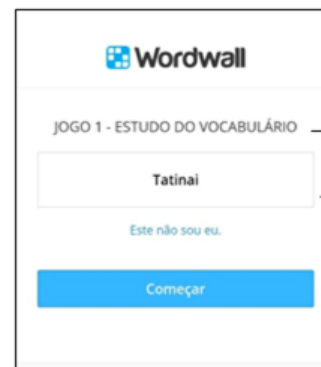 Wordwall
JOGO 1 - ESTUDO DO VOCABULÁRIO
Tatinai
Este não sou eu.
Começar